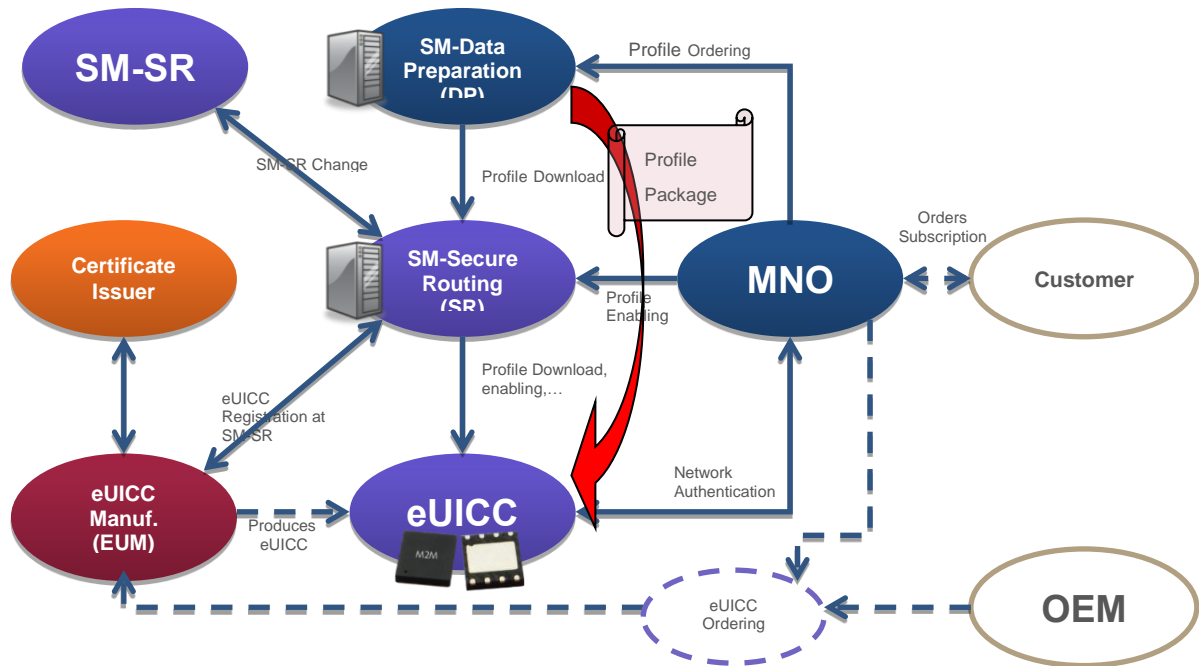 SM-SR
SM-Data
Preparation
(DP)
Profile Ordering
Profile
Package
SM-SR Change
Profile Download
Orders
Subscription
Certificate
Issuer
SM-Secure
Routing
(SR)
MNO
Customer
Profile
Enabling
Profile Download,
enabling,…
eUICC
Registration at
SM-SR
Network
Authentication
eUICC
Manuf.
(EUM)
Produces
eUICC
eUICC
M2M
eUICC
Ordering
OEM